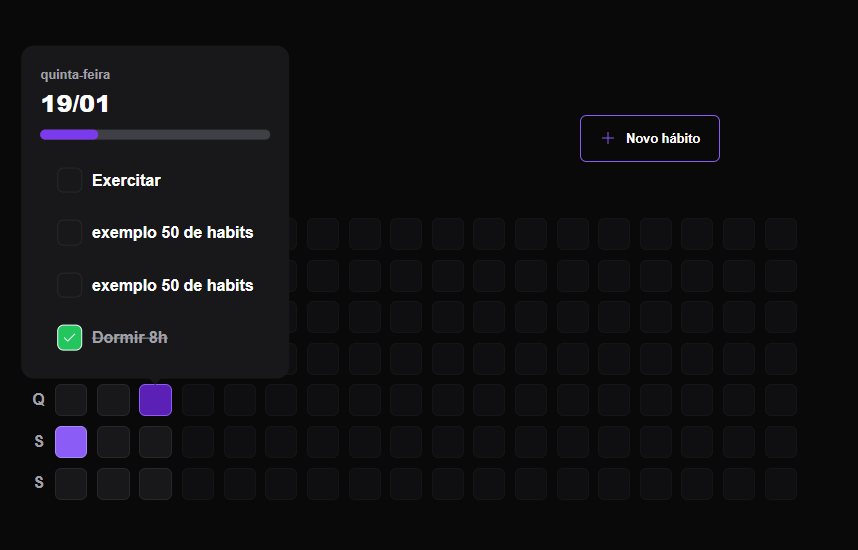 quinta-feira
19/01
Novo hábito
Exercitar
exemplo 50 de habits
exemplo 50 de habits
Dormir 8h
Q
S
S